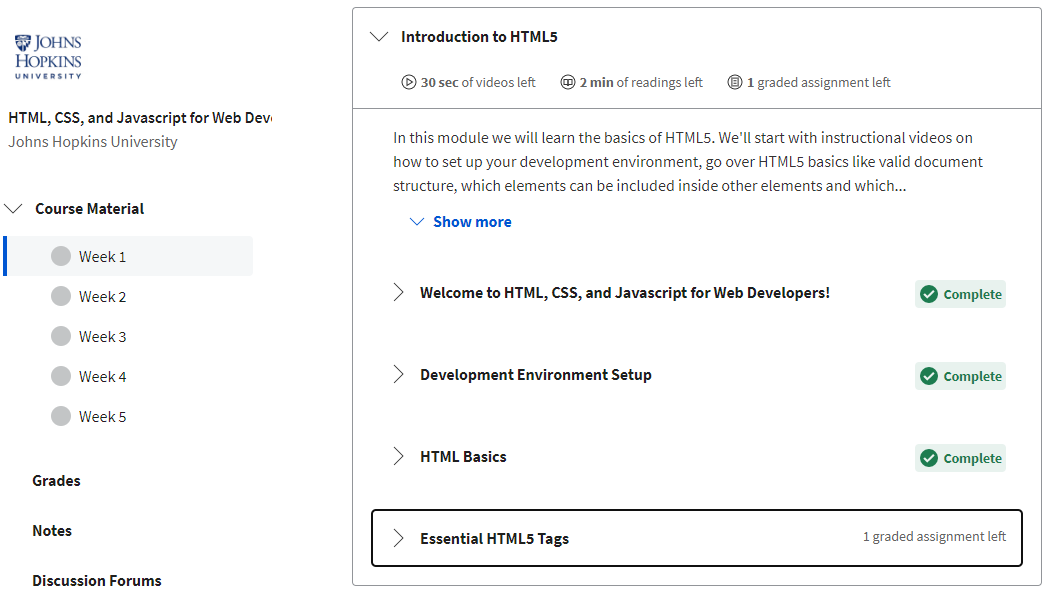 JOHNS
HOPKINS
UNIVERSITY
HTML, CSS, and Javascript for Web Dev
Johns Hopkins University
Course Material
Week 1
Week 2
Week 3
Week 4
Week 5
Grades
Notes
Discussion Forums
Introduction to HTML5
30 sec of videos left 2 min of readings left 1 graded assignment left
In this module we will learn the basics of HTML5. We'll start with instructional videos on
how to set up your development environment, go over HTML5 basics like valid document
structure, which elements can be included inside other elements and which...
Show more
Welcome to HTML, CSS, and Javascript for Web Developers! Complete
Development Environment Setup Complete
HTML Basics Complete
Essential HTML5 Tags 1 graded assignment left